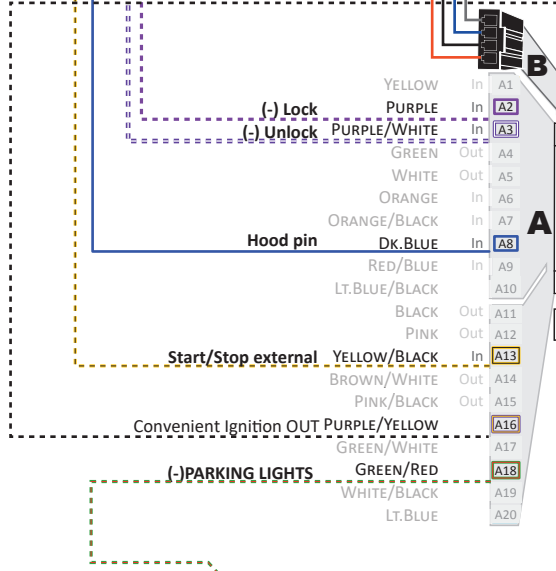 B
YELLOW In A1
(-) Lock PURPLE In A2
(-) Unlock PURPLE/WHITE In A3
GREEN Out A4
WHITE Out A5
ORANGE In A6
ORANGE/BLACK In A7
A
Hood pin DK.BLUE In A8
RED/BLUE In A9
LT.BLUE/BLACK A10
BLACK Out A11
PINK Out A12
Start/Stop external YELLOW/BLACK In A13
BROWN/WHITE Out A14
PINK/BLACK Out A15
Convenient Ignition OUT PURPLE/YELLOW A16
GREEN/WHITE A17
(-)PARKING LIGHTS GREEN/RED A18
WHITE/BLACK A19
LT.BLUE A20